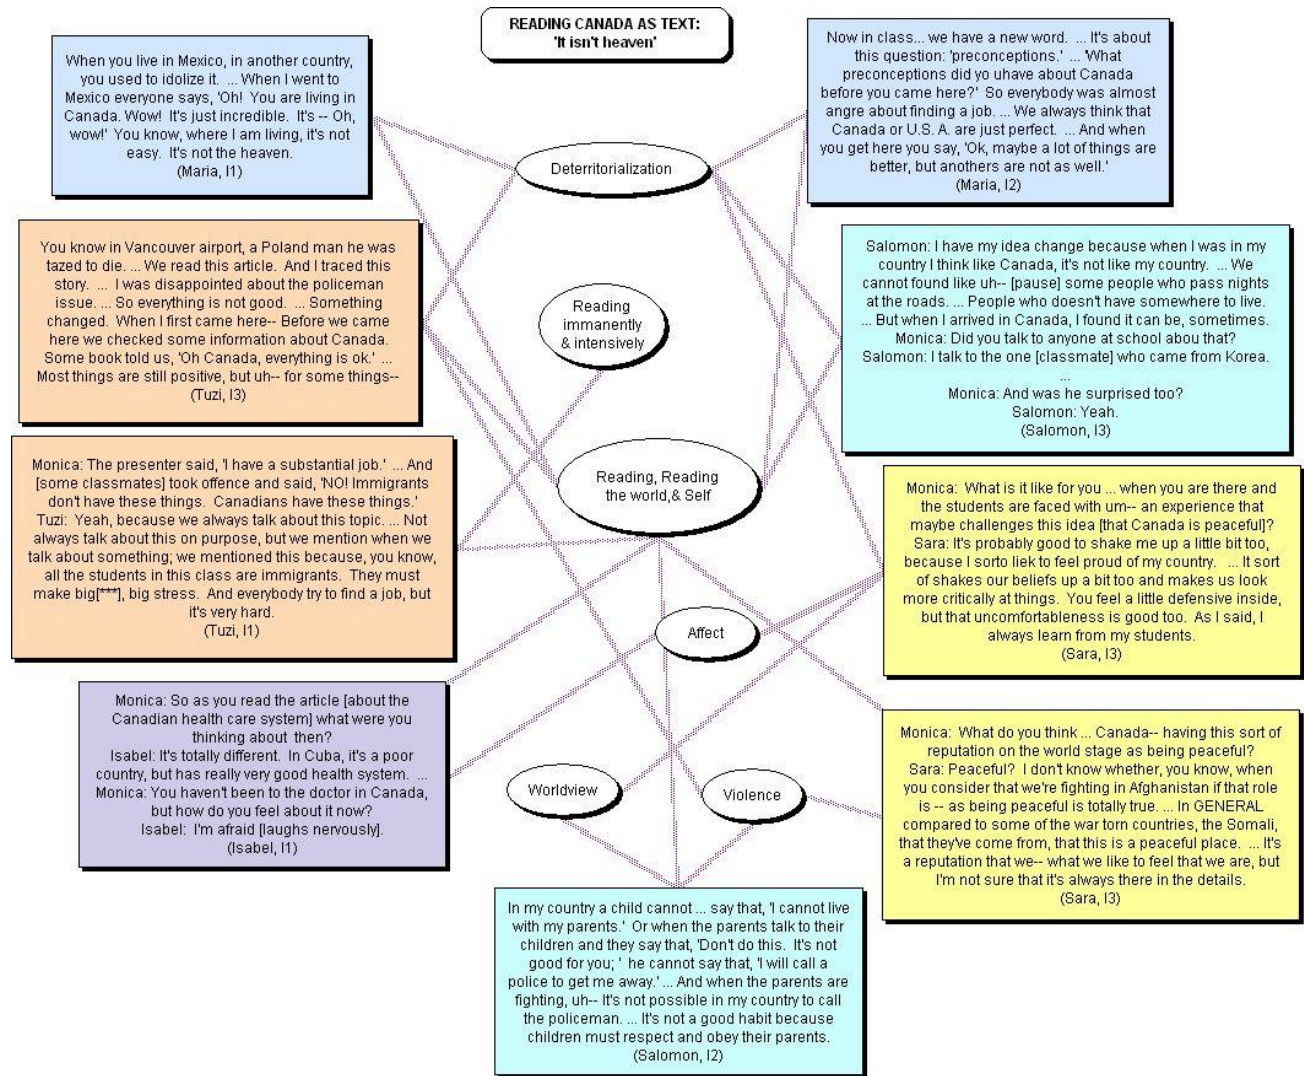 READING CANADA AS TEXT:
'It isn't heaven'
When you live in Mexico, in another country,
you used to idolize it. ... When I went to
Mexico everyone says, 'Oh! You are living in
Canada. Wow! It's just incredible. It's -- Oh,
wow!' You know, where I am living, it's not
easy. It's not the heaven.
(Maria, I1)
Now in class... we have a new word. ... It's about
this question: 'preconceptions.' ... 'What
preconceptions did yo uhave about Canada
before you came here?' So everybody was almost
angre about finding a job. ... We always think that
Canada or U.S. A. are just perfect. ... And when
you get here you say, 'Ok, maybe a lot of things are
better, but anothers are not as well.'
(Maria, I2)
Deterritorialization
You know in Vancouver airport, a Poland man he was
tazed to die. ... We read this article. And I traced this
story. ... I was disappointed about the policeman
issue. ... So everything is not good. ... Something
changed. When I first came here-- Before we came
here we checked some information about Canada.
Some book told us, 'Oh Canada, everything is ok.' ...
Most things are still positive, but uh-- for some things--
(Tuzi, I3)
Salomon: I have my idea change because when I was in my
country I think like Canada, it's not like my country. ... We
cannot found like uh-- [pause] some people who pass nights
at the roads. ... People who doesn't have somewhere to live.
... But when I arrived in Canada, I found it can be, sometimes.
Monica: Did you talk to anyone at school abou that?
Salomon: I talk to the one [classmate] who came from Korea.
...
Monica: And was he surprised too?
Salomon: Yeah.
(Salomon, I3)
Reading
immanently
& intensively
Monica: The presenter said, 'I have a substantial job.' ... And
[some classmates] took offence and said, 'NO! Immigrants
don't have these things. Canadians have these things.'
Tuzi: Yeah, because we always talk about this topic. ... Not
always talk about this on purpose, but we mention when we
talk about something; we mentioned this because, you know,
all the students in this class are immigrants. They must
make big[***], big stress. And everybody try to find a job, but
it's very hard.
(Tuzi, I1)
Reading, Reading
the world,& Self
Monica: What is it like for you ... when you are there and
the students are faced with um-- an experience that
maybe challenges this idea [that Canada is peaceful]?
Sara: It's probably good to shake me up a little bit too,
because I sorto liek to feel proud of my country. ... It sort
of shakes our beliefs up a bit too and makes us look
more critically at things. You feel a little defensive inside,
but that uncomfortableness is good too. As I said, I
always learn from my students.
(Sara, I3)
Affect
Monica: So as you read the article [about the
Canadian health care system] what were you
thinking about then?
Isabel: It's totally different. In Cuba, it's a poor
country, but has really very good health system. ...
Monica: You haven't been to the doctor in Canada,
but how do you feel about it now?
Isabel: I'm afraid [laughs nervously].
(Isabel, I1)
Worldview
Violence
Monica: What do you think ... Canada-- having this sort of
reputation on the world stage as being peaceful?
Sara: Peaceful? I don't know whether, you know, when
you consider that we're fighting in Afghanistan if that role
is -- as being peaceful is totally true. ... In GENERAL
compared to some of the war torn countries, the Somali,
that they've come from, that this is a peaceful place. ... It's
a reputation that we-- what we like to feel that we are, but
I'm not sure that it's always there in the details.
(Sara, I3)
In my country a child cannot ... say that, 'I cannot live
with my parents.' Or when the parents talk to their
children and they say that, 'Don't do this. It's not
good for you; ' he cannot say that, 'I will call a
police to get me away.' ... And when the parents are
fighting, uh-- It's not possible in my country to call
the policeman. ... It's not a good habit because
children must respect and obey their parents.
(Salomon, I2)